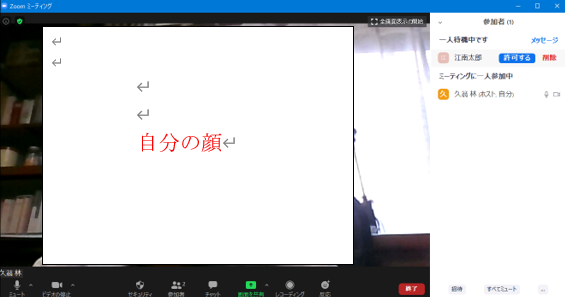 Zoom ミーティング
全画面表示の開始
自分の顔
久翁 林
ミュート
ビデオの停止
セキュリティ
参加者
2
チャット
画面を共有
レコーディング
反応
終了
参加者 (1)
一人待機中です
メッセージ
江南太郎
許可する
削除
ミーティングに一人参加中
久
久翁 林 (ホスト, 自分)
招待
すべてミュート
...